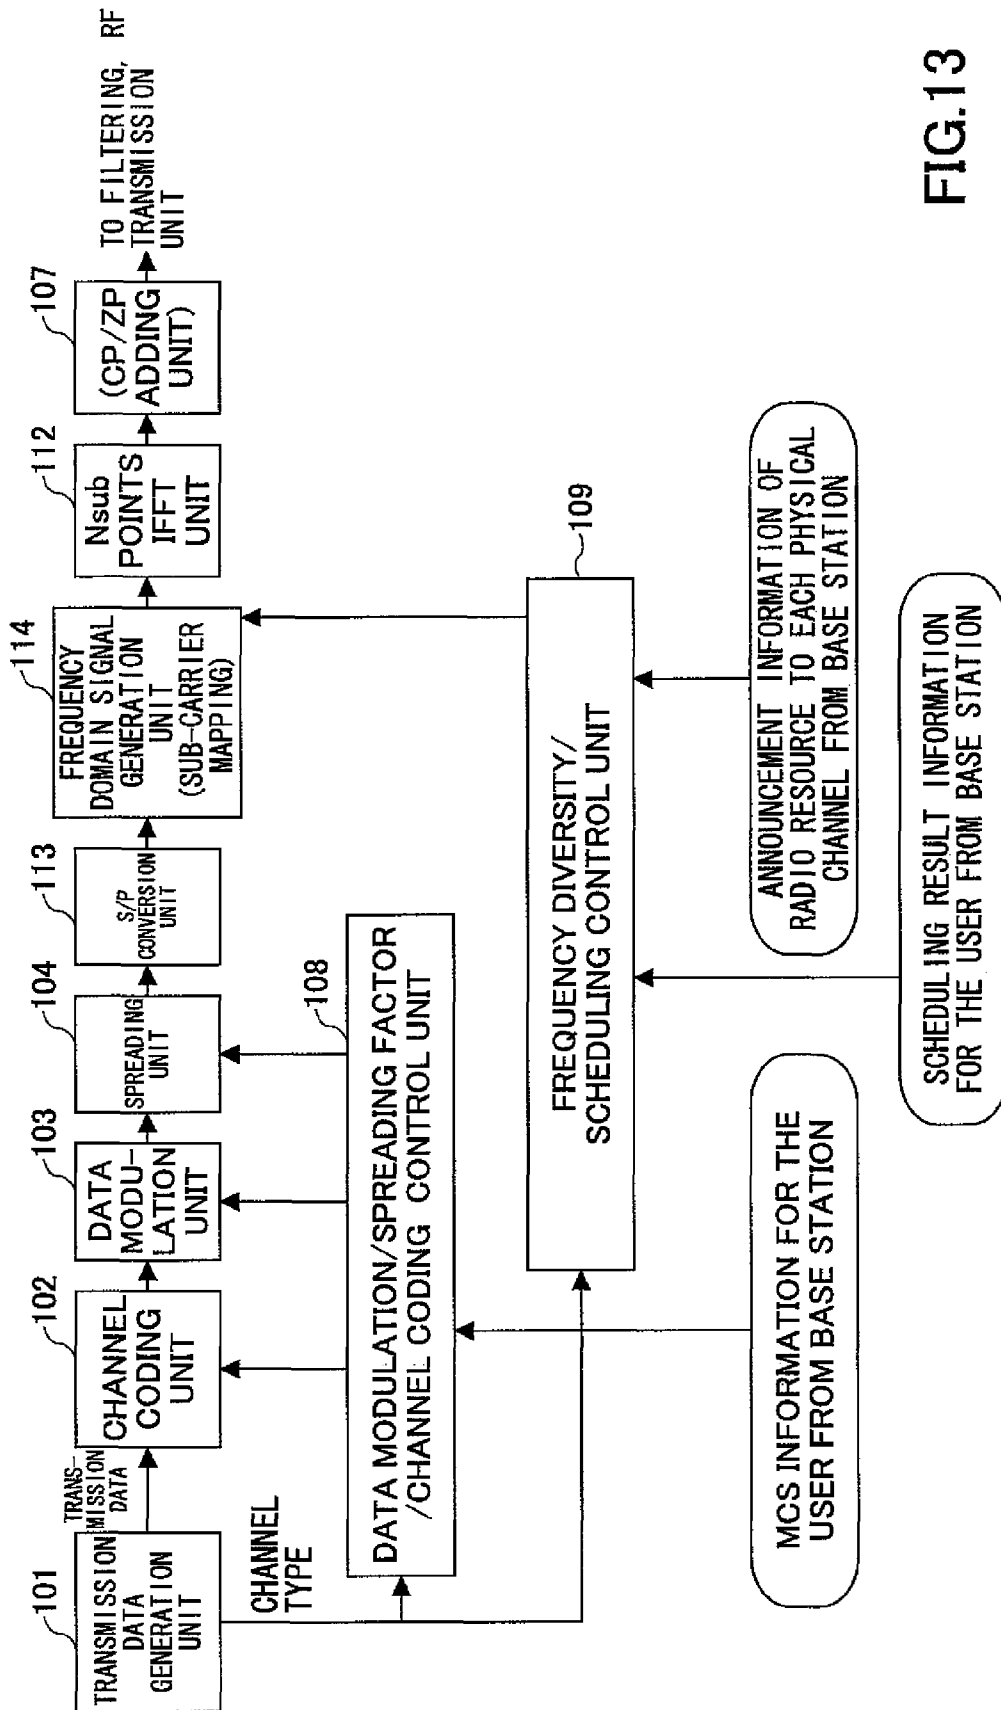 101
TRANSMISSION
DATA
GENERATION
UNIT
TRANS-
MISSION
DATA
CHANNEL
TYPE
102
CHANNEL
CODING
UNIT
103
DATA
MODU-
LATION
UNIT
104
SPREADING
UNIT
113
S/P
CONVERSION
UNIT
114
FREQUENCY
DOMAIN SIGNAL
GENERATION
UNIT
(SUB-CARRIER
MAPPING)
112
Nsub
POINTS
IFFT
UNIT
107
(CP/ZP
ADDING
UNIT)
TO FILTERING, RF
TRANSMISSION
UNIT
108
DATA MODULATION/SPREADING FACTOR
/CHANNEL CODING CONTROL UNIT
109
FREQUENCY DIVERSITY/
SCHEDULING CONTROL UNIT
MCS INFORMATION FOR THE
USER FROM BASE STATION
ANNOUNCEMENT INFORMATION OF
RADIO RESOURCE TO EACH PHYSICAL
CHANNEL FROM BASE STATION
SCHEDULING RESULT INFORMATION
FOR THE USER FROM BASE STATION
FIG.13